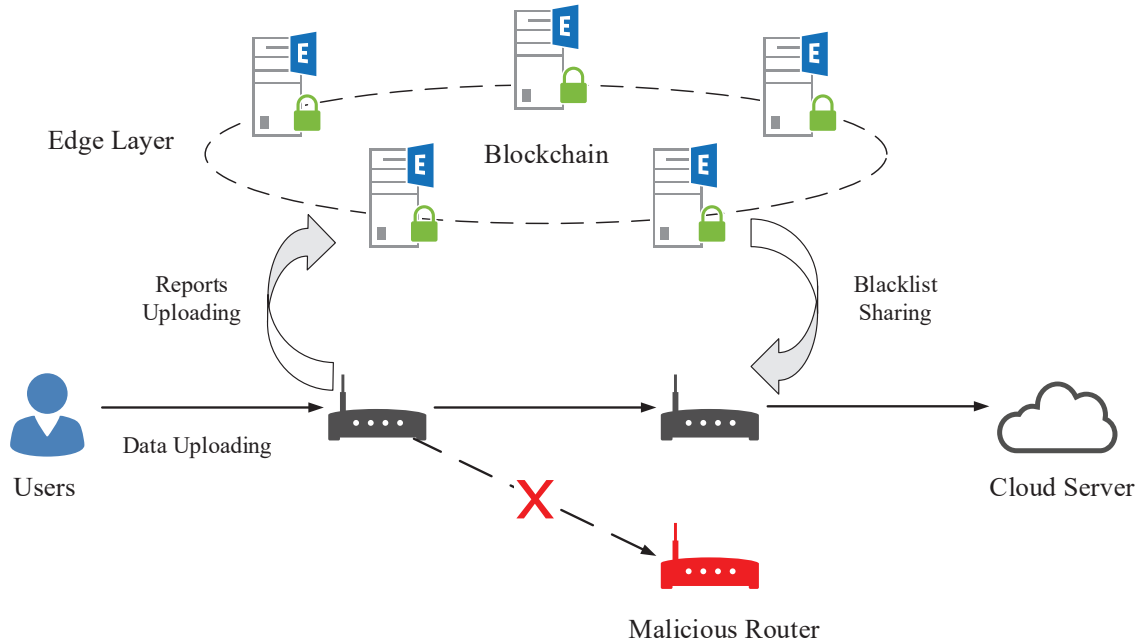 E
E
E
Edge Layer
Blockchain
E
E
Reports
Uploading
Blacklist
Sharing
Data Uploading
Users
Cloud Server
X
Malicious Router